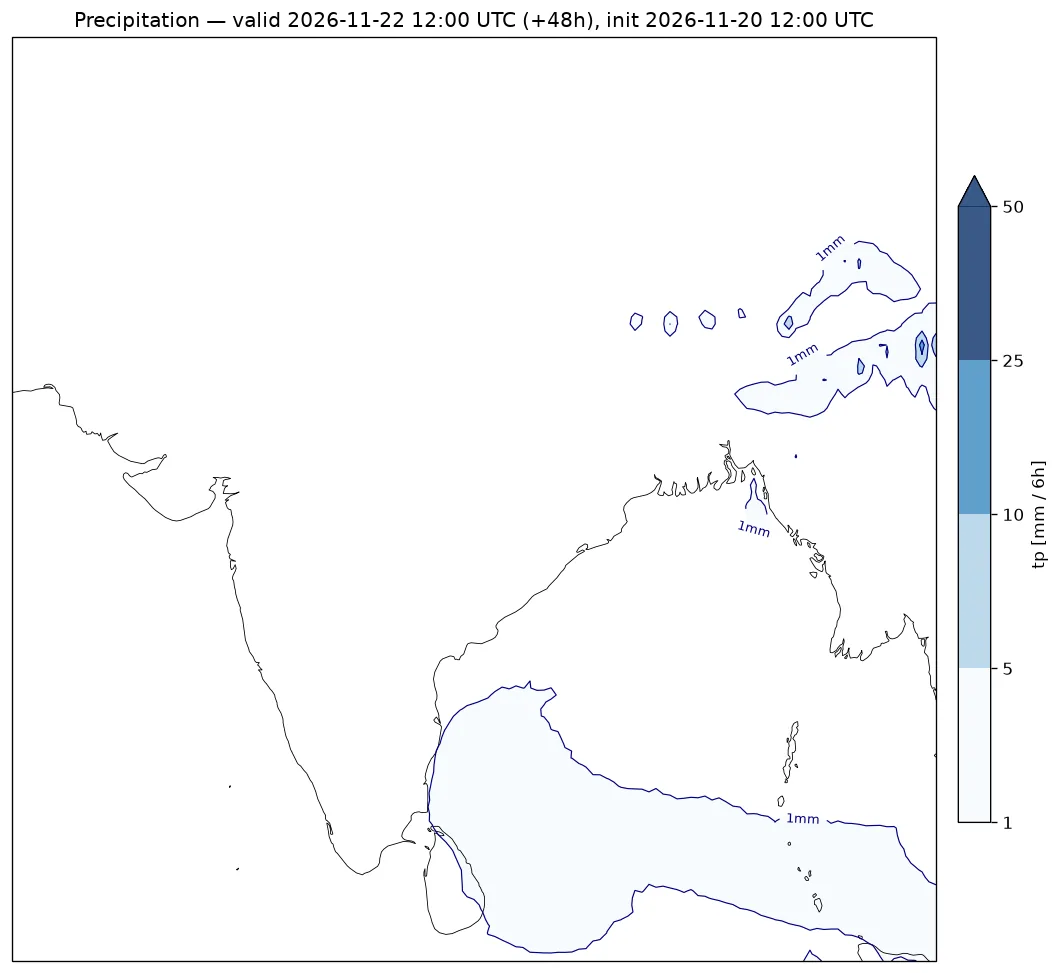 Precipitation — valid 2026-11-22 12:00 UTC (+48h), init 2026-11-20 12:00 UTC
1mm
1mm
1mm
1mm
50
25
10
5
1
tp [mm / 6h]